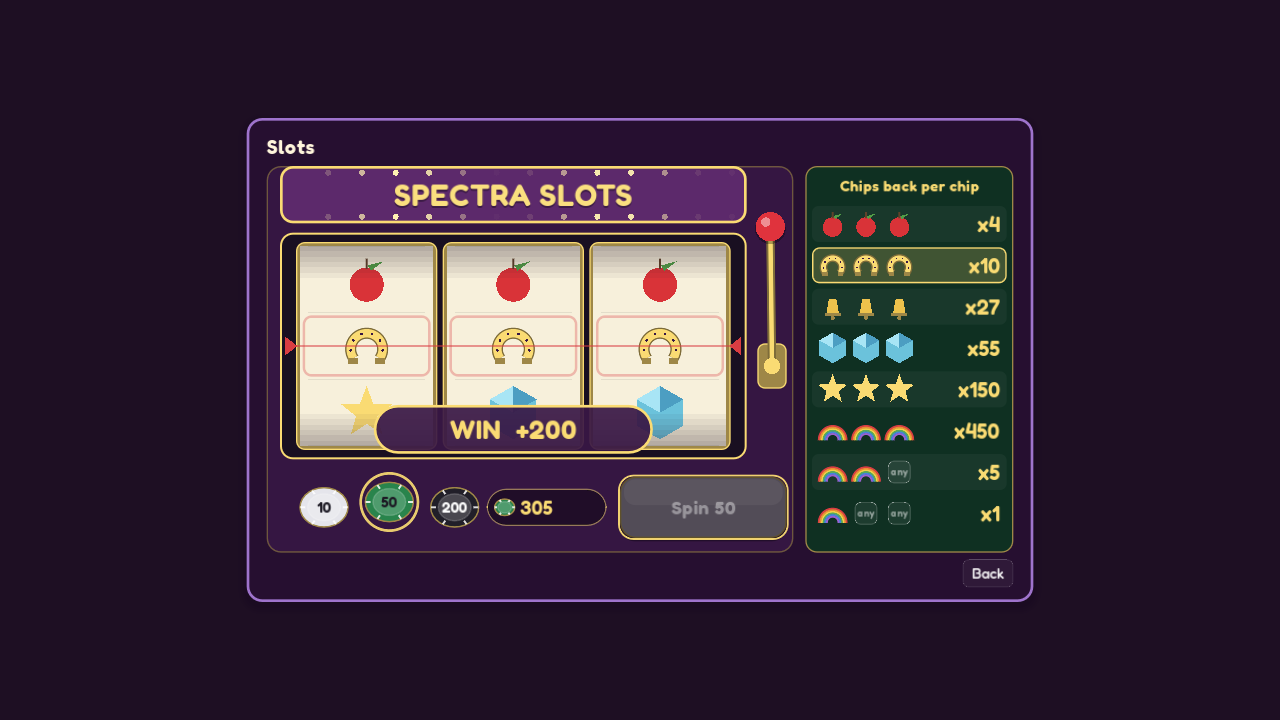 Slots
SPECTRA SLOTS
WIN +200
10
50
200
305
Spin 50
Chips back per chip
x4
x10
x27
x55
x150
x450
any x5
any any x1
Back